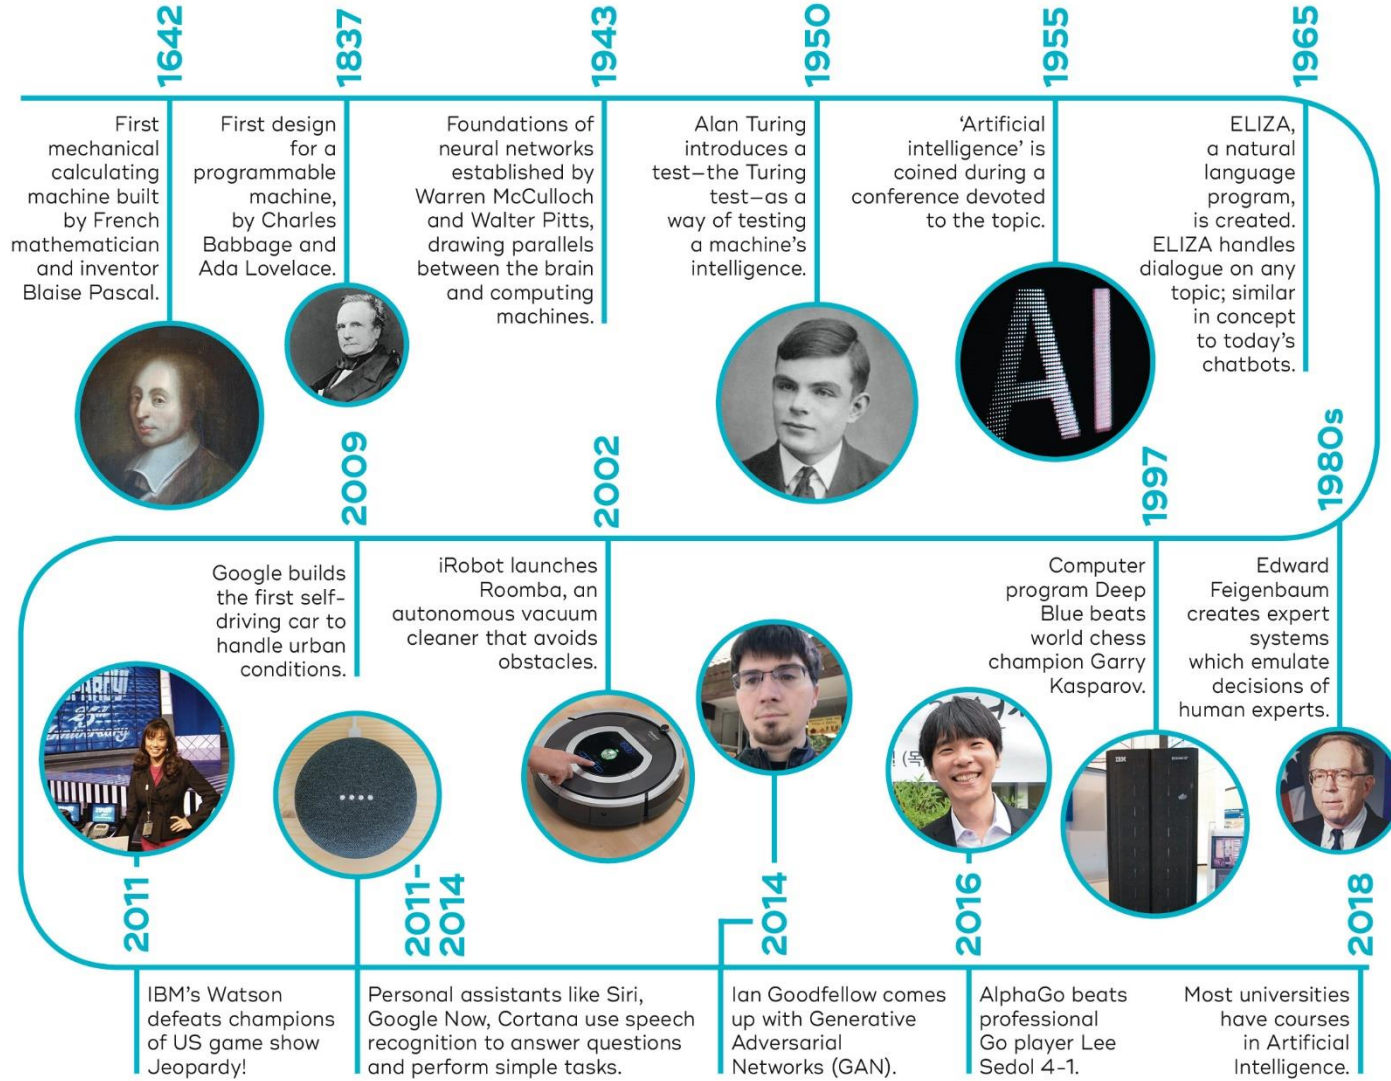 1642
First
mechanical
calculating
machine built
by French
mathematician
and inventor
Blaise Pascal.
1837
First design
for a
programmable
machine,
by Charles
Babbage and
Ada Lovelace.
1943
Foundations of
neural networks
established by
Warren McCulloch
and Walter Pitts,
drawing parallels
between the brain
and computing
machines.
1950
Alan Turing
introduces a
test—the Turing
test—as a
way of testing
a machine's
intelligence.
1955
'Artificial
intelligence' is
coined during a
conference devoted
to the topic.
AI
1965
ELIZA,
a natural
language
program,
is created.
ELIZA handles
dialogue on any
topic; similar
in concept
to today's
chatbots.
1980s
Edward
Feigenbaum
creates expert
systems
which emulate
decisions of
human experts.
1997
Computer
program Deep
Blue beats
world chess
champion Garry
Kasparov.
IBM
2002
iRobot launches
Roomba, an
autonomous vacuum
cleaner that avoids
obstacles.
2009
Google builds
the first self-
driving car to
handle urban
conditions.
2011
IBM's Watson
defeats champions
of US game show
Jeopardy!
2011-
2014
Personal assistants like Siri,
Google Now, Cortana use speech
recognition to answer questions
and perform simple tasks.
2014
Ian Goodfellow comes
up with Generative
Adversarial
Networks (GAN).
2016
AlphaGo beats
professional
Go player Lee
Sedol 4-1.
2018
Most universities
have courses
in Artificial
Intelligence.